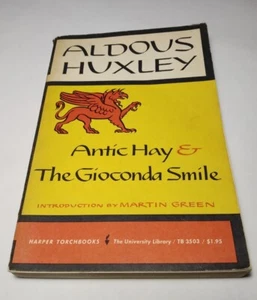 ALDOUS
HUXLEY
Antic Hay &
The Gioconda Smile
INTRODUCTION BY MARTIN GREEN
HARPER TORCHBOOKS / The University Library / TB 3503 / $1.95